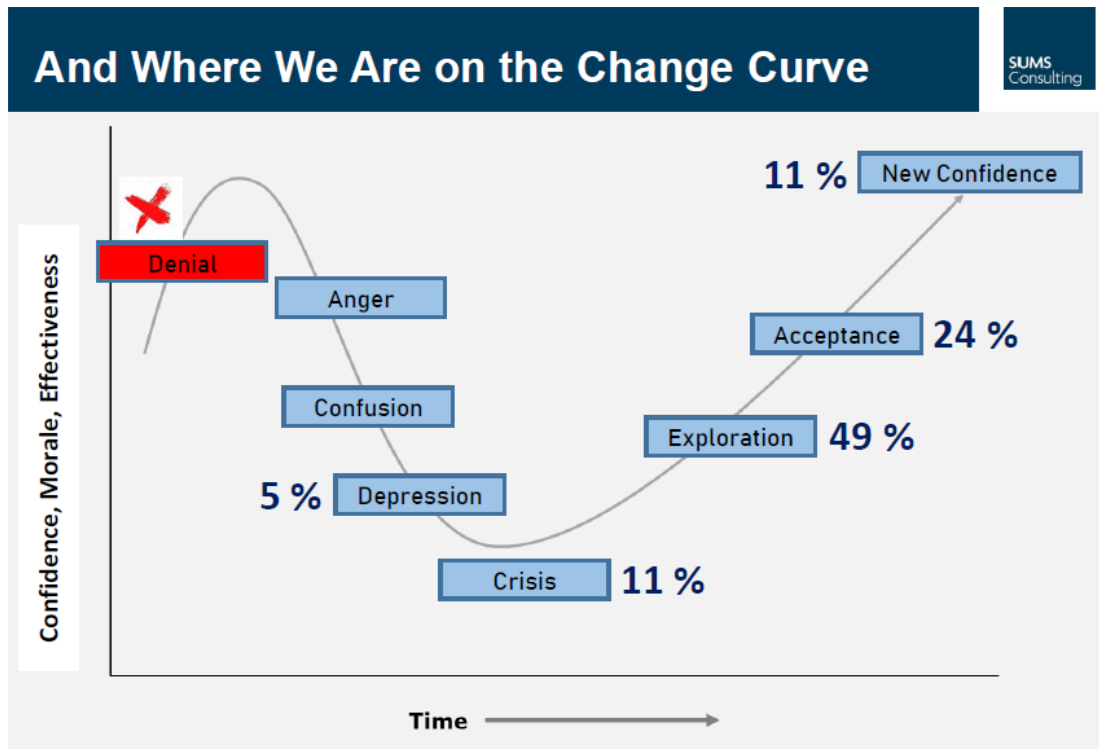 And Where We Are on the Change Curve
SUMS
Consulting
11 % New Confidence
Denial
Anger
Acceptance 24 %
Confusion
Exploration 49 %
5 % Depression
Crisis 11 %
Confidence, Morale, Effectiveness
Time